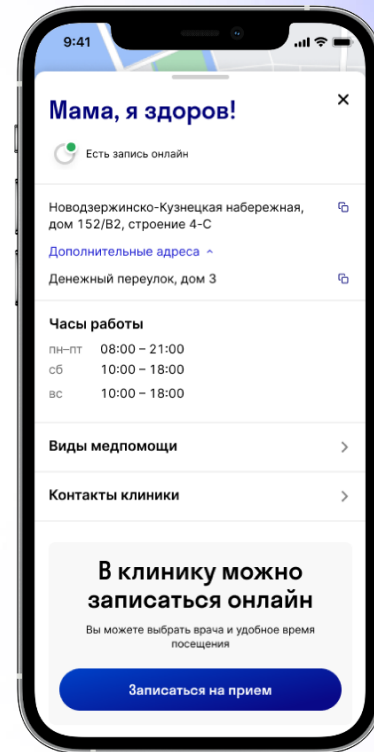 9:41
Мама, я здоров!
Есть запись онлайн
Новодзержинско-Кузнецкая набережная,
дом 152/В2, строение 4-С
Дополнительные адреса
Денежный переулок, дом 3
Часы работы
пн–пт 08:00 – 21:00
сб 10:00 – 18:00
вс 10:00 – 18:00
Виды медпомощи
Контакты клиники
В клинику можно
записаться онлайн
Вы можете выбрать врача и удобное время
посещения
Записаться на прием